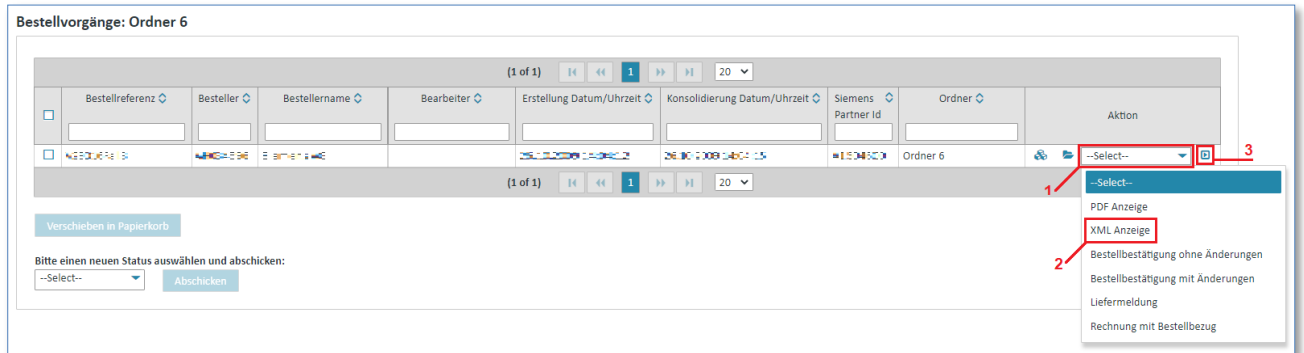 Bestellvorgänge: Ordner 6
(1 of 1) 1 20
Bestellreferenz Besteller Bestellername Bearbeiter Erstellung Datum/Uhrzeit Konsolidierung Datum/Uhrzeit Siemens Ordner
Partner Id
Aktion
Ordner 6 --Select-- 3
(1 of 1) 1 20
1
--Select--
PDF Anzeige
Verschieben in Papierkorb
XML Anzeige
2
Bestellbestätigung ohne Änderungen
Bitte einen neuen Status auswählen und abschicken:
--Select-- Abschicken
Bestellbestätigung mit Änderungen
Liefermeldung
Rechnung mit Bestellbezug